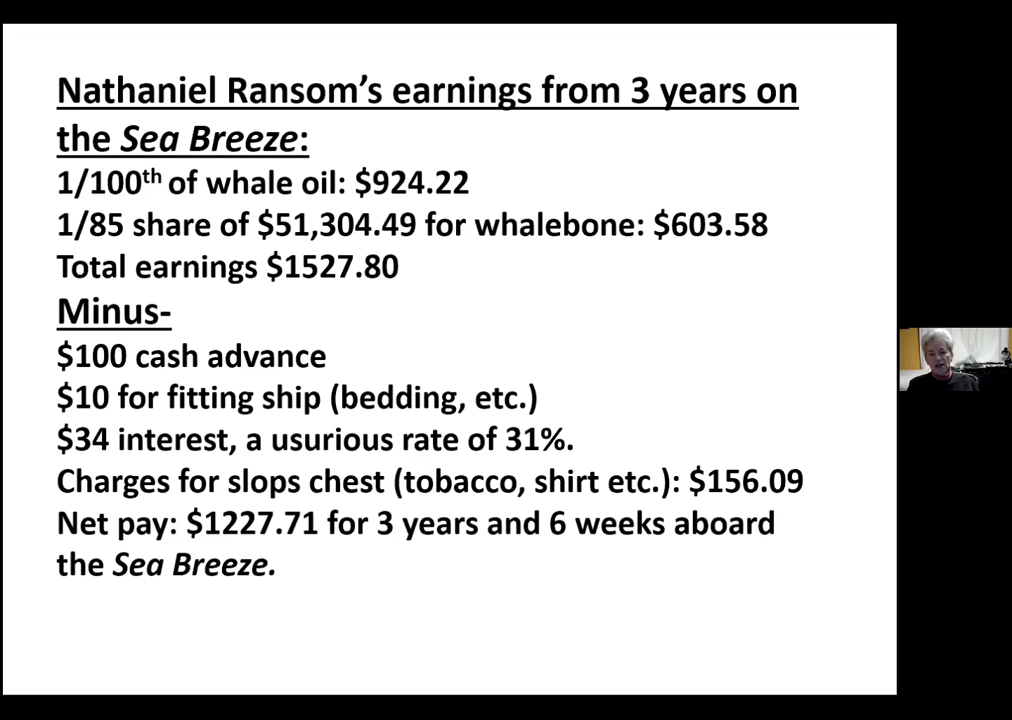 Nathaniel Ransom's earnings from 3 years on
the Sea Breeze:
1/100th of whale oil: $924.22
1/85 share of $51,304.49 for whalebone: $603.58
Total earnings $1527.80
Minus-
$100 cash advance
$10 for fitting ship (bedding, etc.)
$34 interest, a usurious rate of 31%.
Charges for slops chest (tobacco, shirt etc.): $156.09
Net pay: $1227.71 for 3 years and 6 weeks aboard
the Sea Breeze.